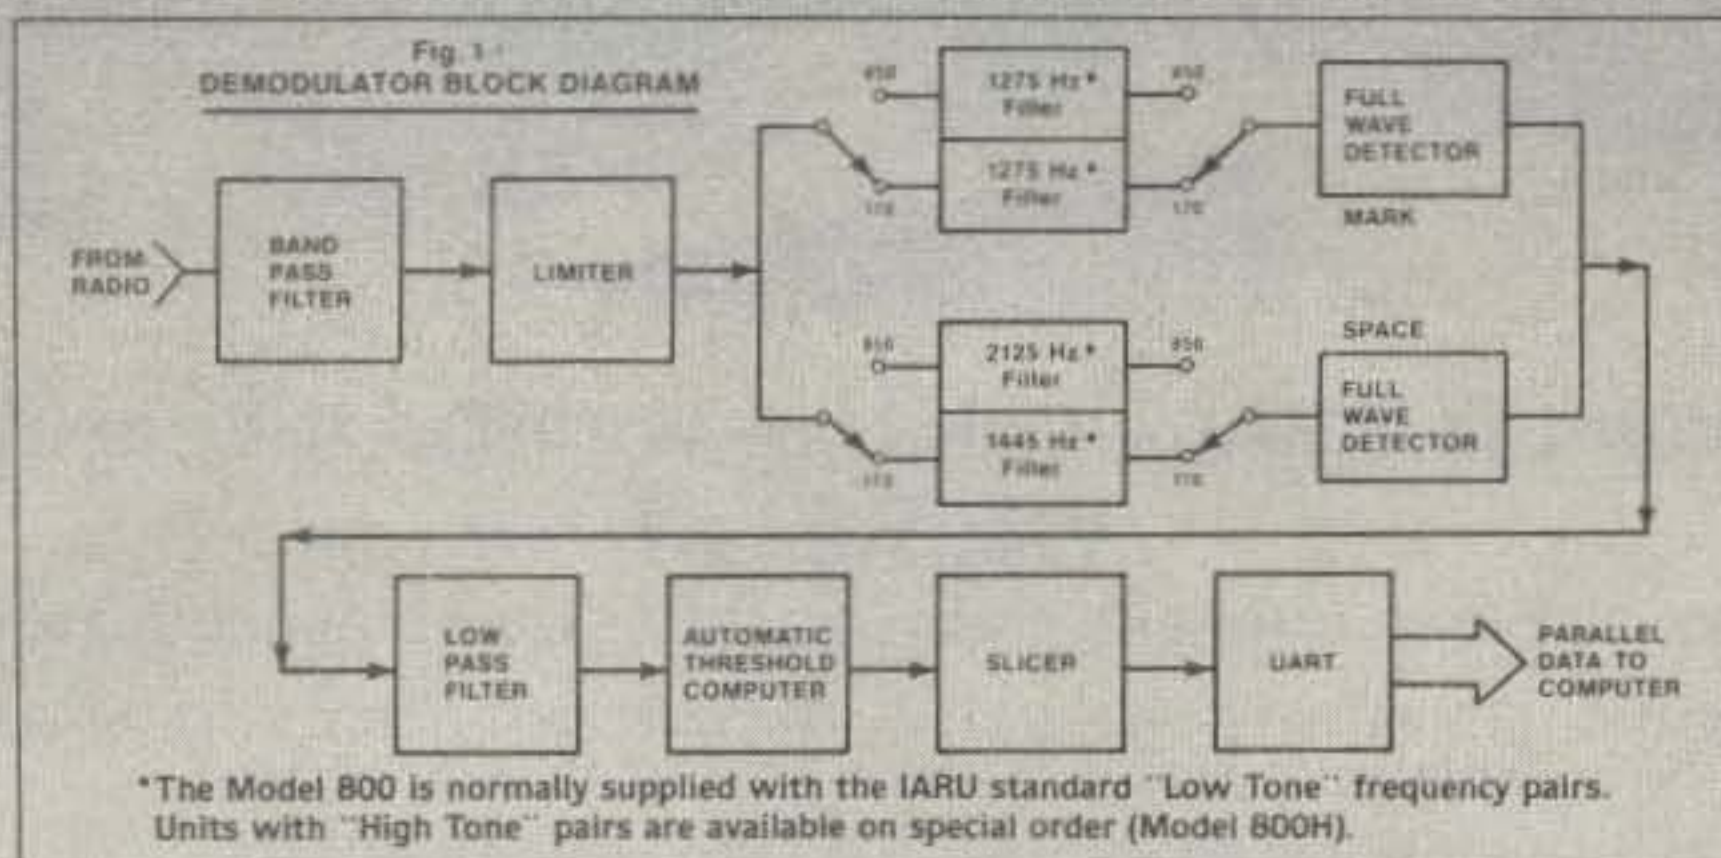 Fig. 1
DEMODULATOR BLOCK DIAGRAM
FROM
RADIO
BAND
PASS
FILTER
LIMITER
850
1275 Hz*
Filter
850
170
1275 Hz*
Filter
170
FULL
WAVE
DETECTOR
MARK
850
2125 Hz*
Filter
850
170
1445 Hz*
Filter
170
SPACE
FULL
WAVE
DETECTOR
LOW
PASS
FILTER
AUTOMATIC
THRESHOLD
COMPUTER
SLICER
UART
PARALLEL
DATA TO
COMPUTER
*The Model 800 is normally supplied with the IARU standard "Low Tone" frequency pairs.
Units with "High Tone" pairs are available on special order (Model 800H).